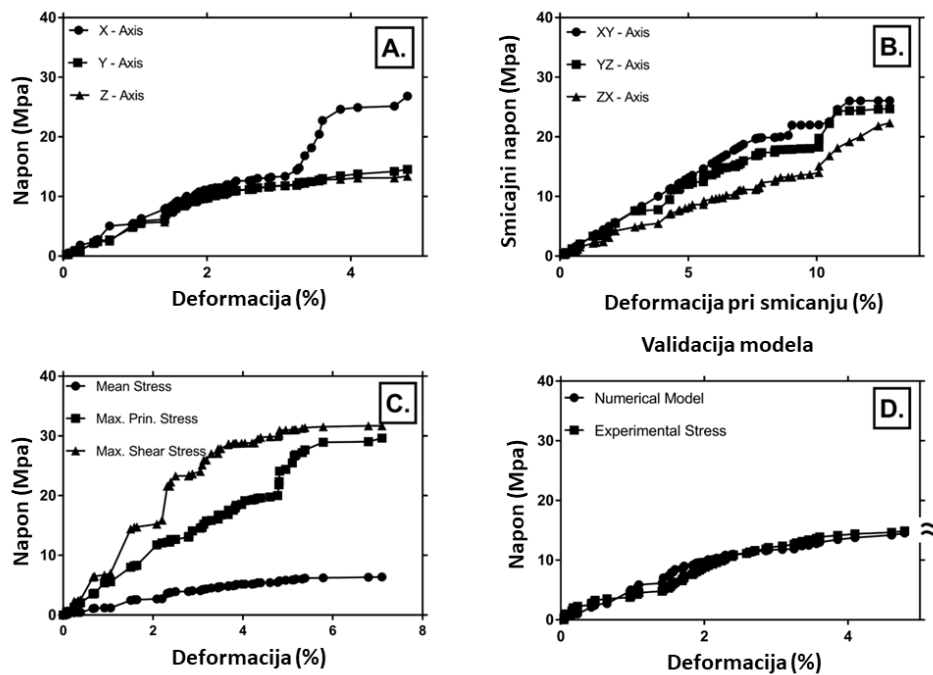 A.
X - Axis
Y - Axis
Z - Axis
Napon (Mpa)
40
30
20
10
0
0 2 4
Deformacija (%)
B.
XY - Axis
YZ - Axis
ZX - Axis
Smicajni napon (Mpa)
40
30
20
10
0
0 5 10
Deformacija pri smicanju (%)
C.
Mean Stress
Max. Prin. Stress
Max. Shear Stress
Napon (Mpa)
40
30
20
10
0
0 2 4 6 8
Deformacija (%)
Validacija modela
D.
Numerical Model
Experimental Stress
Napon (Mpa)
40
30
20
10
0
0 2 4
Deformacija (%)